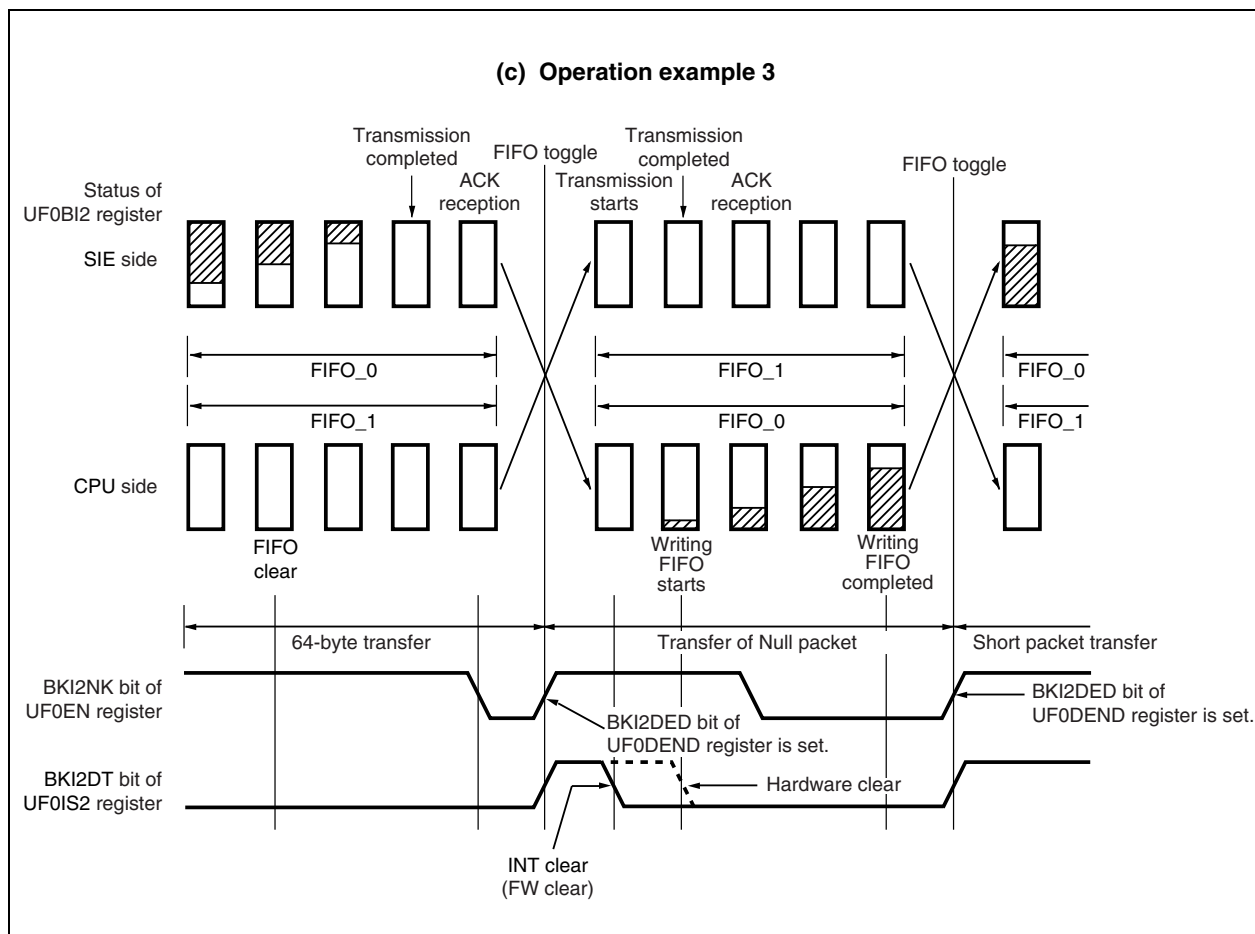 (c) Operation example 3
Transmission
completed
FIFO toggle
Transmission
completed
FIFO toggle
Status of
UF0BI2 register
ACK
reception
Transmission
starts
ACK
reception
SIE side
FIFO_0
FIFO_1
FIFO_0
FIFO_1
FIFO_0
FIFO_1
CPU side
FIFO
clear
Writing
FIFO
starts
Writing
FIFO
completed
64-byte transfer
Transfer of Null packet
Short packet transfer
BKI2NK bit of
UF0EN register
BKI2DED bit of
UF0DEND register is set.
BKI2DED bit of
UF0DEND register is set.
BKI2DT bit of
UF0IS2 register
Hardware clear
INT clear
(FW clear)